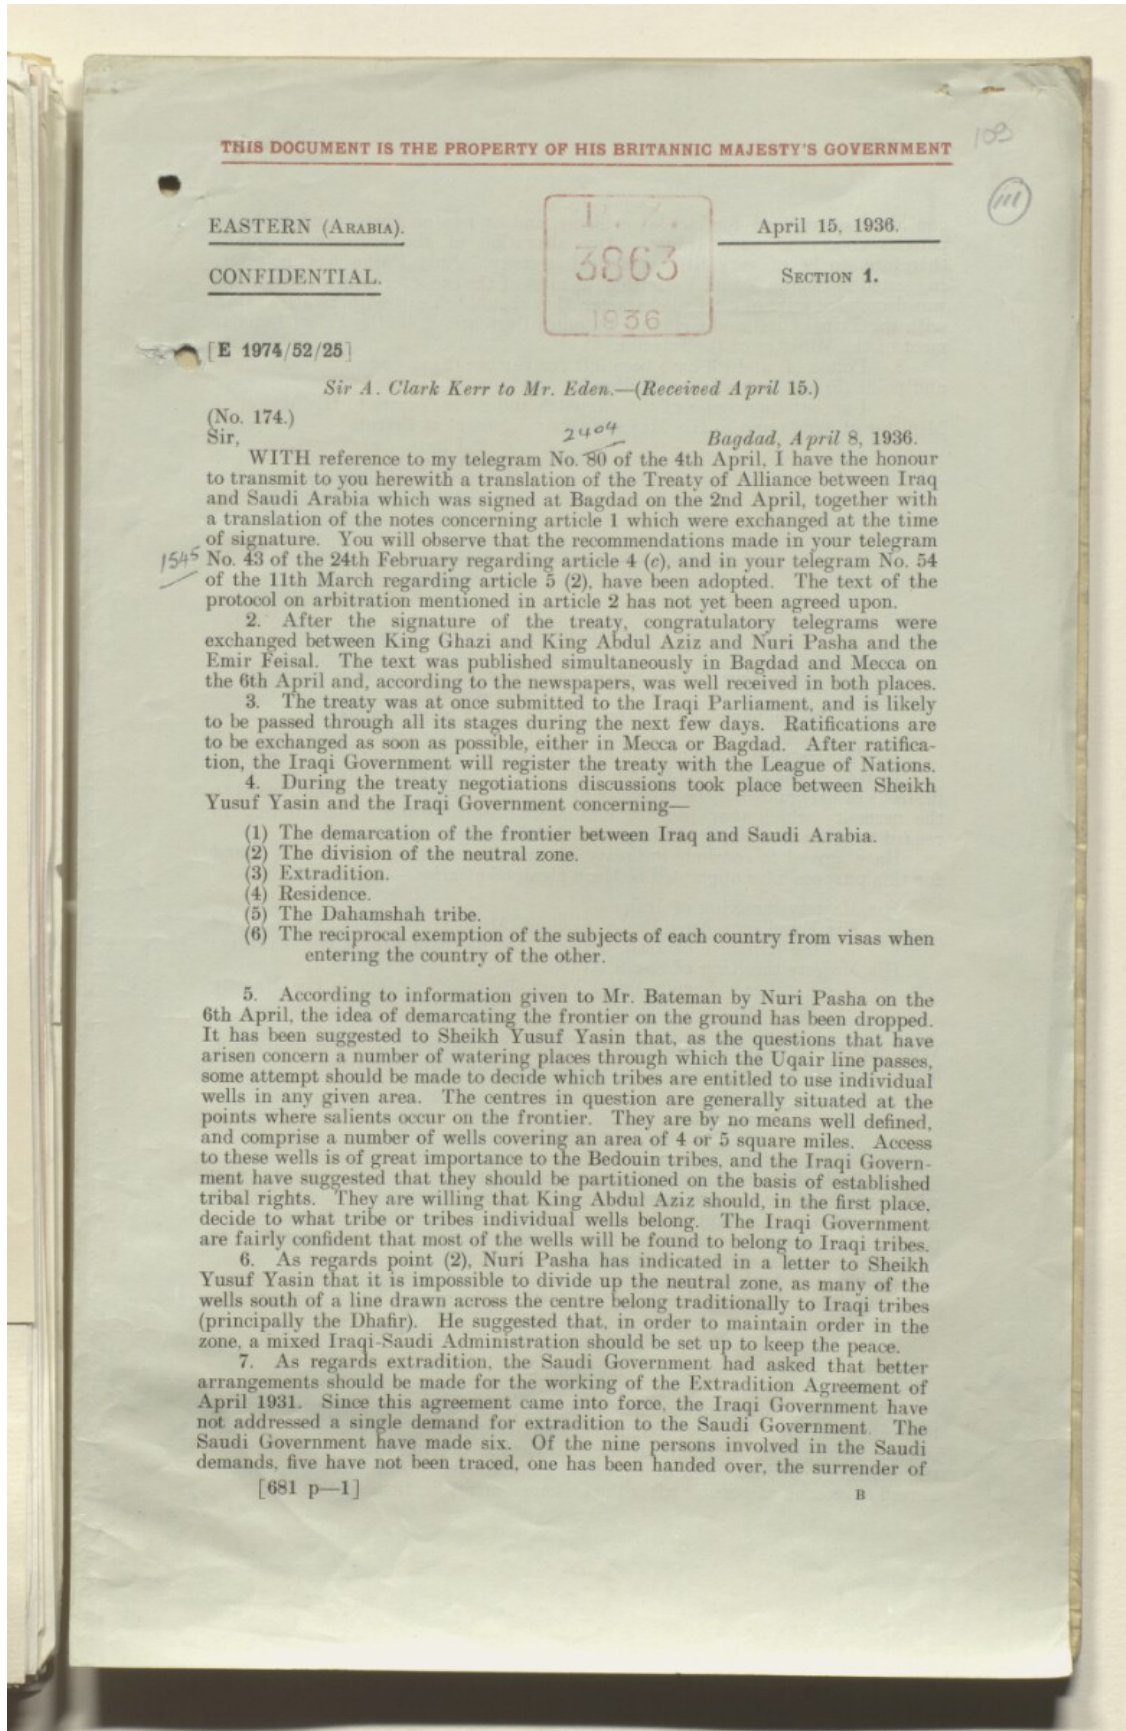 THIS DOCUMENT IS THE PROPERTY OF HIS BRITANNIC MAJESTY'S GOVERNMENT
109
111
EASTERN (ARABIA).
April 15, 1936.
3863
1936
CONFIDENTIAL.
SECTION 1.
[E 1974/52/25]
Sir A. Clark Kerr to Mr. Eden.—(Received April 15.)
(No. 174.)
Sir,
2404
Bagdad, April 8, 1936.
WITH reference to my telegram No. 80 of the 4th April, I have the honour
to transmit to you herewith a translation of the Treaty of Alliance between Iraq
and Saudi Arabia which was signed at Bagdad on the 2nd April, together with
a translation of the notes concerning article 1 which were exchanged at the time
of signature. You will observe that the recommendations made in your telegram
1545
No. 43 of the 24th February regarding article 4 (c), and in your telegram No. 54
of the 11th March regarding article 5 (2), have been adopted. The text of the
protocol on arbitration mentioned in article 2 has not yet been agreed upon.
2. After the signature of the treaty, congratulatory telegrams were
exchanged between King Ghazi and King Abdul Aziz and Nuri Pasha and the
Emir Feisal. The text was published simultaneously in Bagdad and Mecca on
the 6th April and, according to the newspapers, was well received in both places.
3. The treaty was at once submitted to the Iraqi Parliament, and is likely
to be passed through all its stages during the next few days. Ratifications are
to be exchanged as soon as possible, either in Mecca or Bagdad. After ratifica-
tion, the Iraqi Government will register the treaty with the League of Nations.
4. During the treaty negotiations discussions took place between Sheikh
Yusuf Yasin and the Iraqi Government concerning—
(1) The demarcation of the frontier between Iraq and Saudi Arabia.
(2) The division of the neutral zone.
(3) Extradition.
(4) Residence.
(5) The Dahamshah tribe.
(6) The reciprocal exemption of the subjects of each country from visas when
entering the country of the other.
5. According to information given to Mr. Bateman by Nuri Pasha on the
6th April, the idea of demarcating the frontier on the ground has been dropped.
It has been suggested to Sheikh Yusuf Yasin that, as the questions that have
arisen concern a number of watering places through which the Uqair line passes,
some attempt should be made to decide which tribes are entitled to use individual
wells in any given area. The centres in question are generally situated at the
points where salients occur on the frontier. They are by no means well defined,
and comprise a number of wells covering an area of 4 or 5 square miles. Access
to these wells is of great importance to the Bedouin tribes, and the Iraqi Govern-
ment have suggested that they should be partitioned on the basis of established
tribal rights. They are willing that King Abdul Aziz should, in the first place,
decide to what tribe or tribes individual wells belong. The Iraqi Government
are fairly confident that most of the wells will be found to belong to Iraqi tribes.
6. As regards point (2), Nuri Pasha has indicated in a letter to Sheikh
Yusuf Yasin that it is impossible to divide up the neutral zone, as many of the
wells south of a line drawn across the centre belong traditionally to Iraqi tribes
(principally the Dhafir). He suggested that, in order to maintain order in the
zone, a mixed Iraqi-Saudi Administration should be set up to keep the peace.
7. As regards extradition, the Saudi Government had asked that better
arrangements should be made for the working of the Extradition Agreement of
April 1931. Since this agreement came into force, the Iraqi Government have
not addressed a single demand for extradition to the Saudi Government. The
Saudi Government have made six. Of the nine persons involved in the Saudi
demands, five have not been traced, one has been handed over, the surrender of
[681 p—1]
B